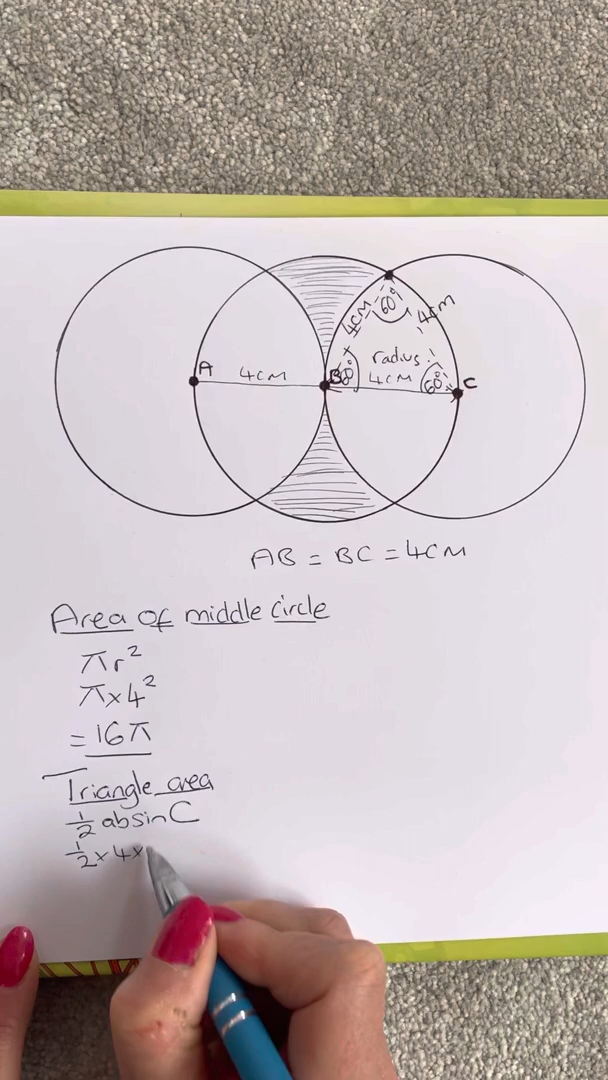 60°
4cm
4cm
A
4cm
B
60°
radius
4cm
60°
C
AB = BC = 4cm
Area of middle circle
πr²
π×4²
= 16π
Triangle area
½ absinC
½ × 4 ×